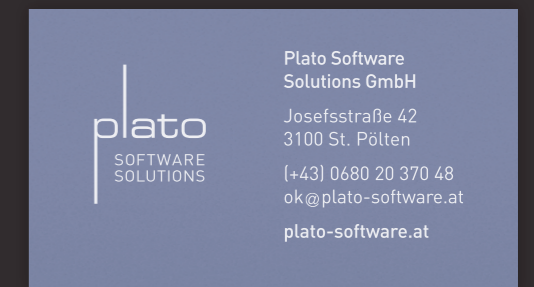 plato
SOFTWARE
SOLUTIONS
Plato Software
Solutions GmbH
Josefsstraße 42
3100 St. Pölten
(+43) 0680 20 370 48
ok@plato-software.at
plato-software.at